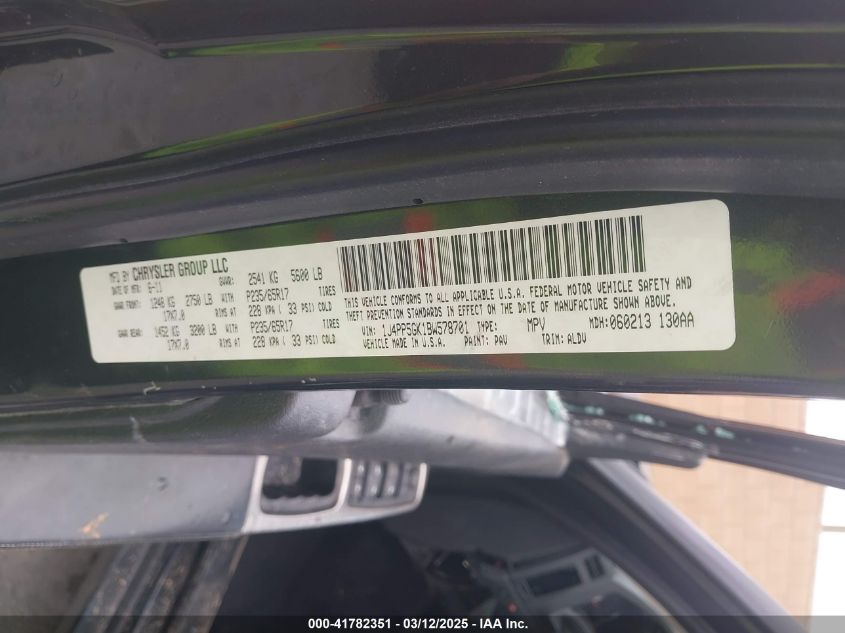 MFD BY CHRYSLER GROUP LLC
DATE OF MFR: 6-11 GVWR: 2541 KG 5600 LB
GAWR FRONT: 1248 KG 2750 LB WITH P235/65R17 TIRES
17X7.0 RIMS AT 228 KPA ( 33 PSI) COLD
GAWR REAR: 1452 KG 3200 LB WITH P235/65R17 TIRES
17X7.0 RIMS AT 228 KPA ( 33 PSI) COLD
THIS VEHICLE CONFORMS TO ALL APPLICABLE U.S.A. FEDERAL MOTOR VEHICLE SAFETY AND
THEFT PREVENTION STANDARDS IN EFFECT ON THE DATE OF MANUFACTURE SHOWN ABOVE.
VIN: 1J4PP5GK1BW578701 TYPE: MPV MDH: 060213 130AA
VEHICLE MADE IN U.S.A. PAINT: PAV TRIM: ALDV
000-41782351 - 03/12/2025 - IAA Inc.